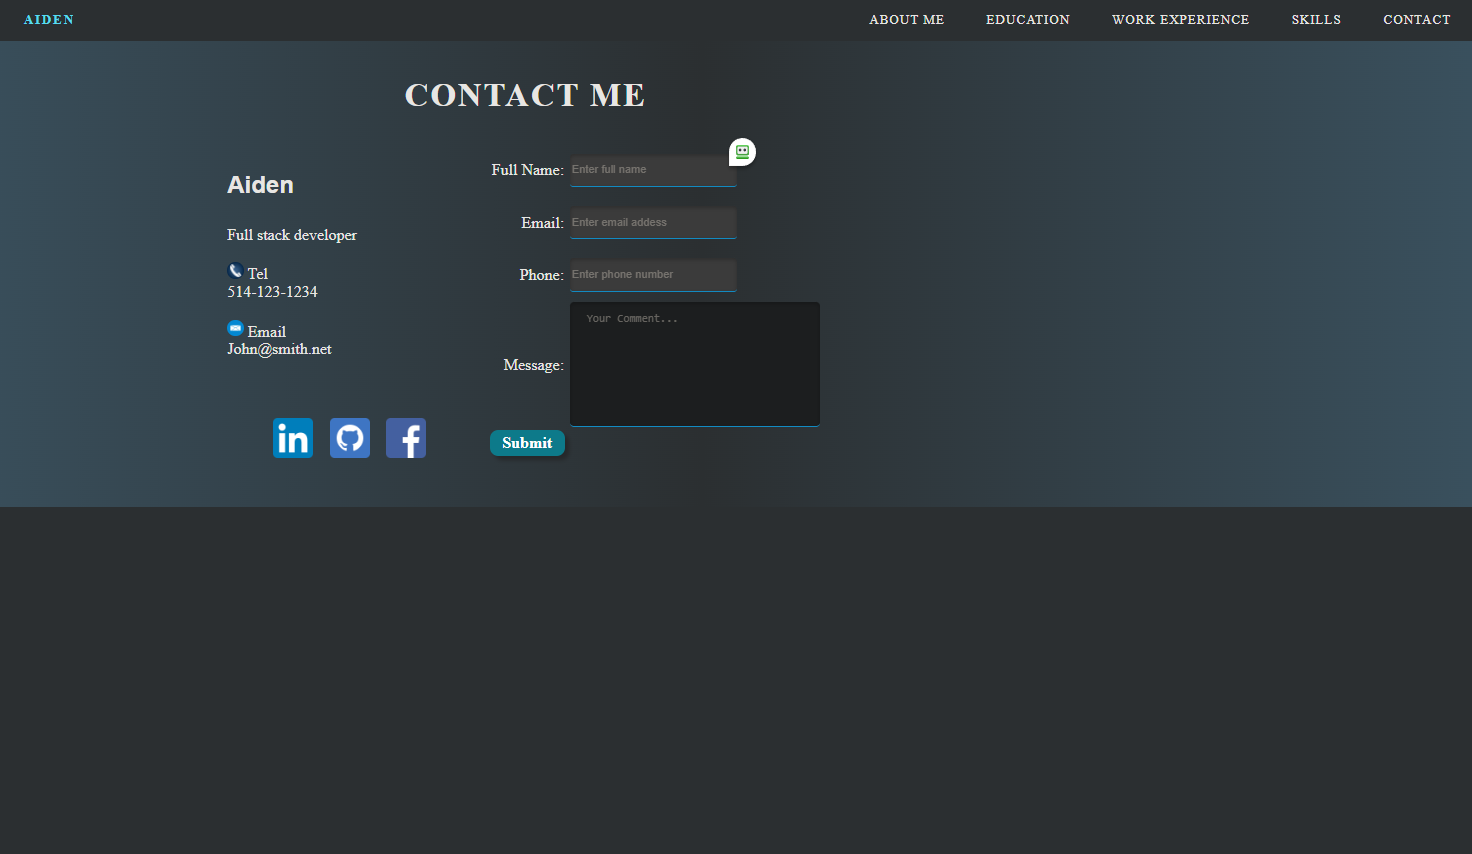 AIDEN
ABOUT ME
EDUCATION
WORK EXPERIENCE
SKILLS
CONTACT
CONTACT ME
Aiden
Full stack developer
Tel
514-123-1234
Email
John@smith.net
in
f
Full Name:
Enter full name
Email:
Enter email addess
Phone:
Enter phone number
Message:
Your Comment...
Submit